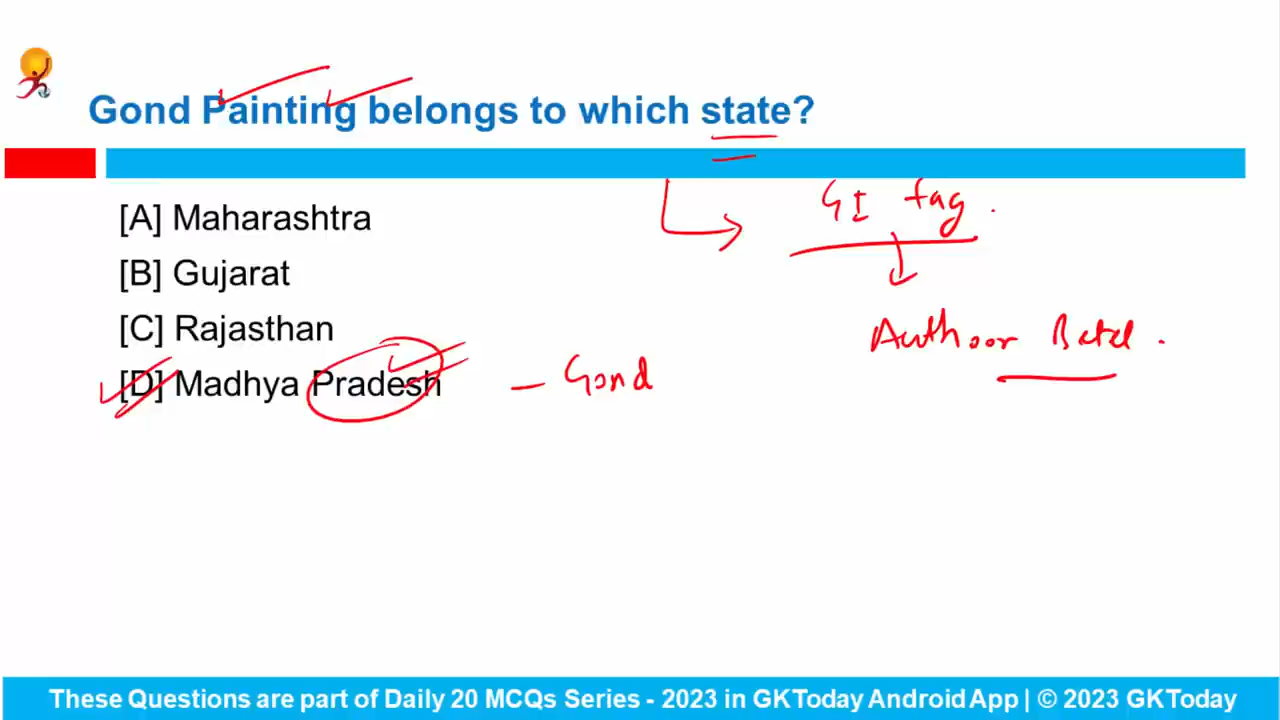 Gond Painting belongs to which state?
GI tag.
[A] Maharashtra
[B] Gujarat
[C] Rajasthan
Authoor Betel.
[D] Madhya Pradesh - Gond
These Questions are part of Daily 20 MCQs Series - 2023 in GKToday Android App | © 2023 GKToday